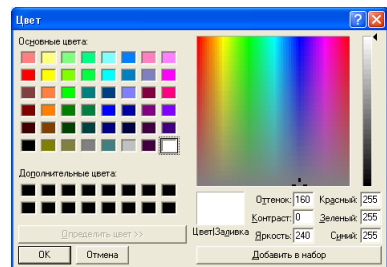 Цвет
Основные цвета:
Дополнительные цвета:
Определить цвет >>
ОК
Отмена
Цвет|Заливка
Оттенок: 160
Контраст: 0
Яркость: 240
Красный: 255
Зеленый: 255
Синий: 255
Добавить в набор